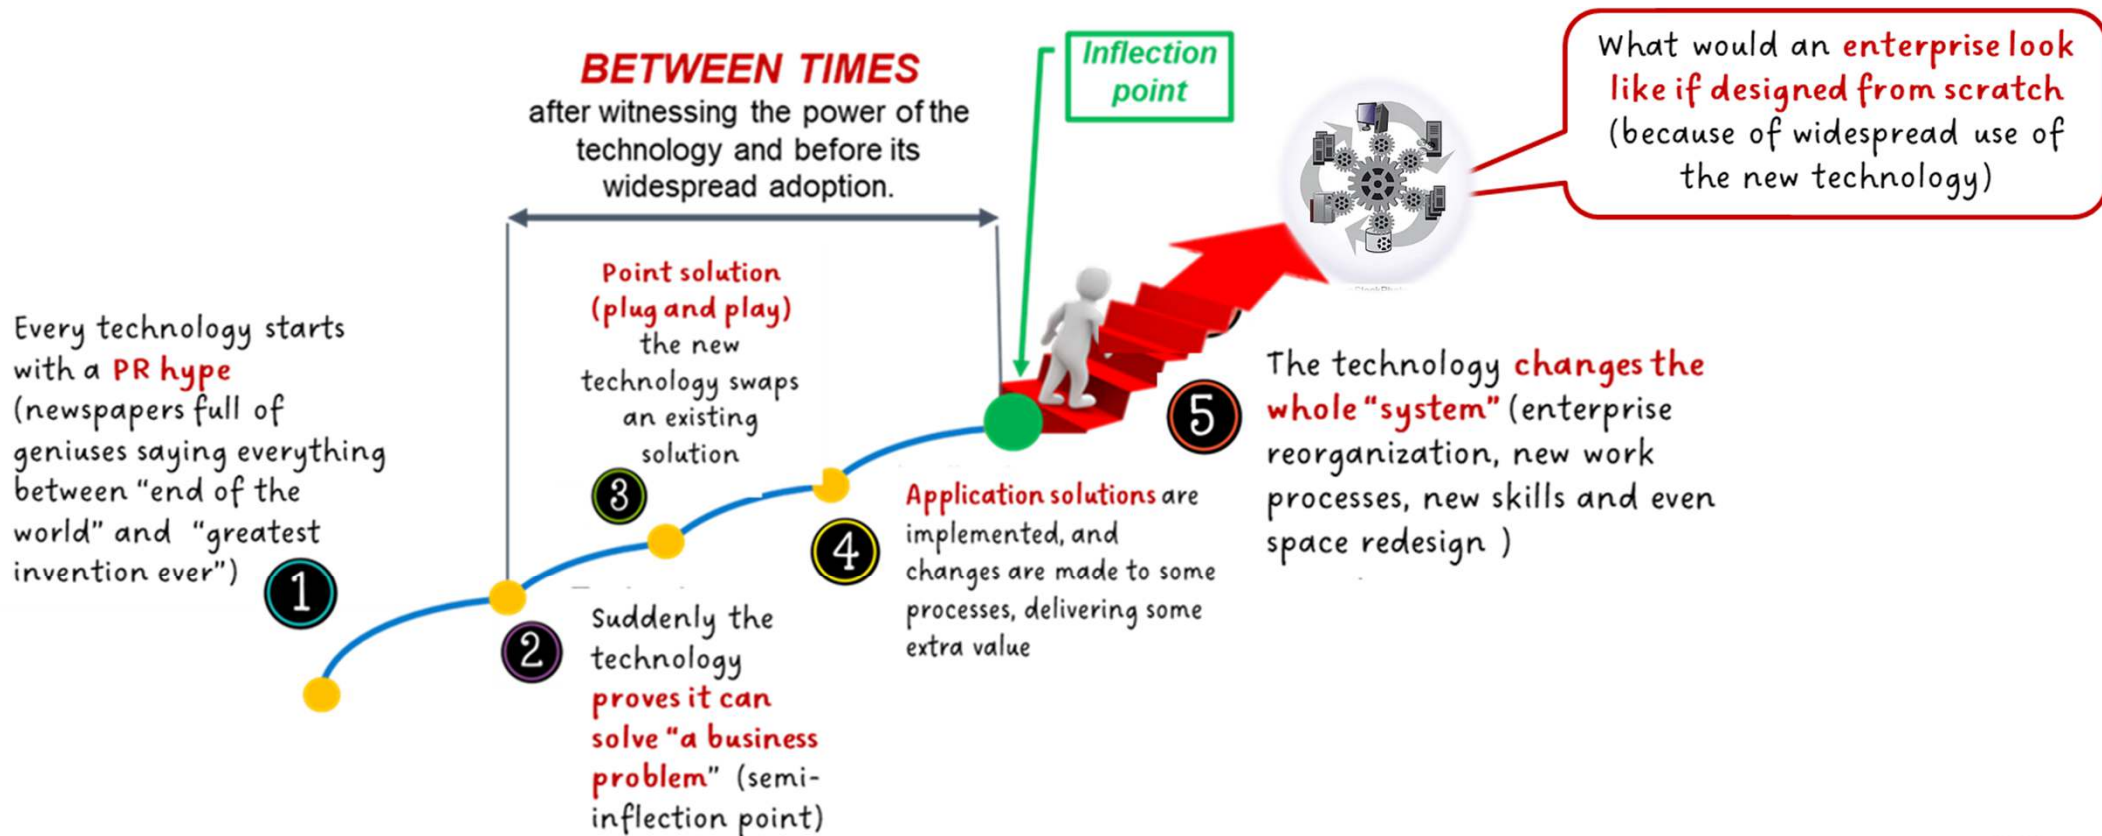 BETWEEN TIMES
after witnessing the power of the
technology and before its
widespread adoption.
Inflection
point
What would an enterprise look
like if designed from scratch
(because of widespread use of
the new technology)
Every technology starts
with a PR hype
(newspapers full of
geniuses saying everything
between "end of the
world" and "greatest
invention ever")
1
2
Suddenly the
technology
proves it can
solve "a business
problem" (semi-
inflection point)
Point solution
(plug and play)
the new
technology swaps
an existing
solution
3
4
Application solutions are
implemented, and
changes are made to some
processes, delivering some
extra value
5
The technology changes the
whole "system" (enterprise
reorganization, new work
processes, new skills and even
space redesign )